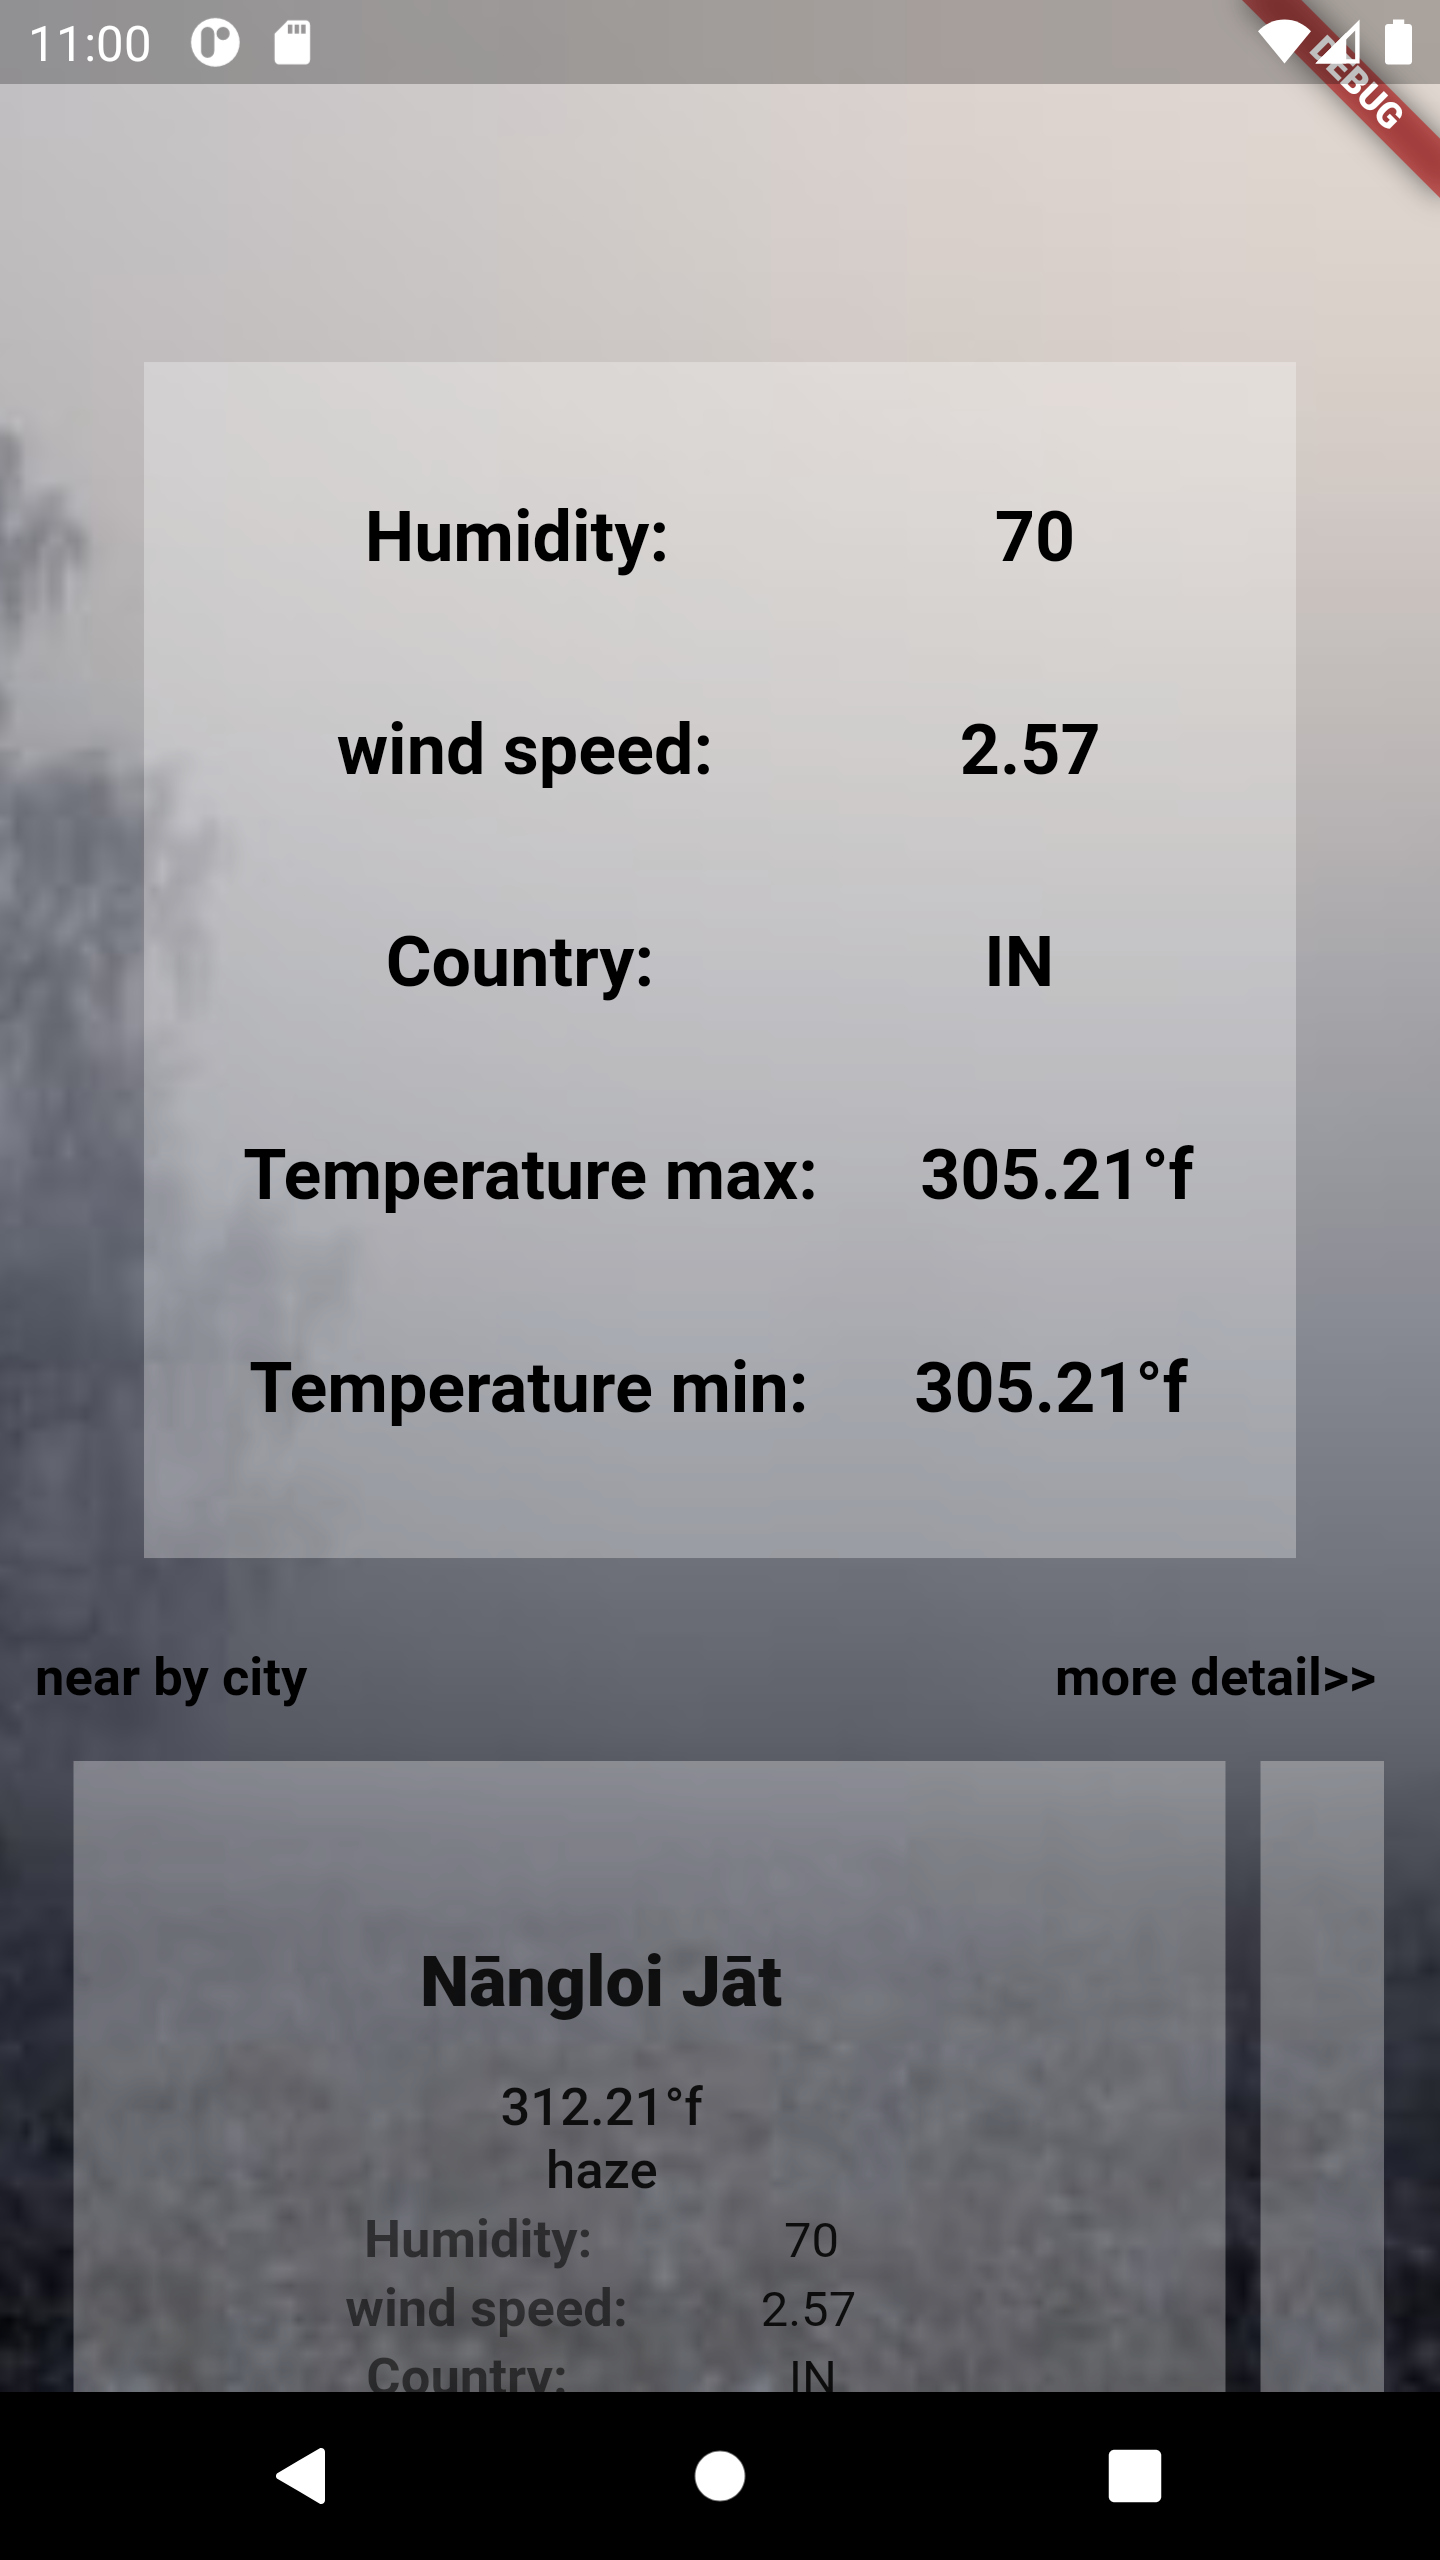 11:00
DEBUG
Humidity: 70
wind speed: 2.57
Country: IN
Temperature max: 305.21°f
Temperature min: 305.21°f
near by city more detail>>
Nāngloi Jāt
312.21°f
haze
Humidity: 70
wind speed: 2.57
Country: IN